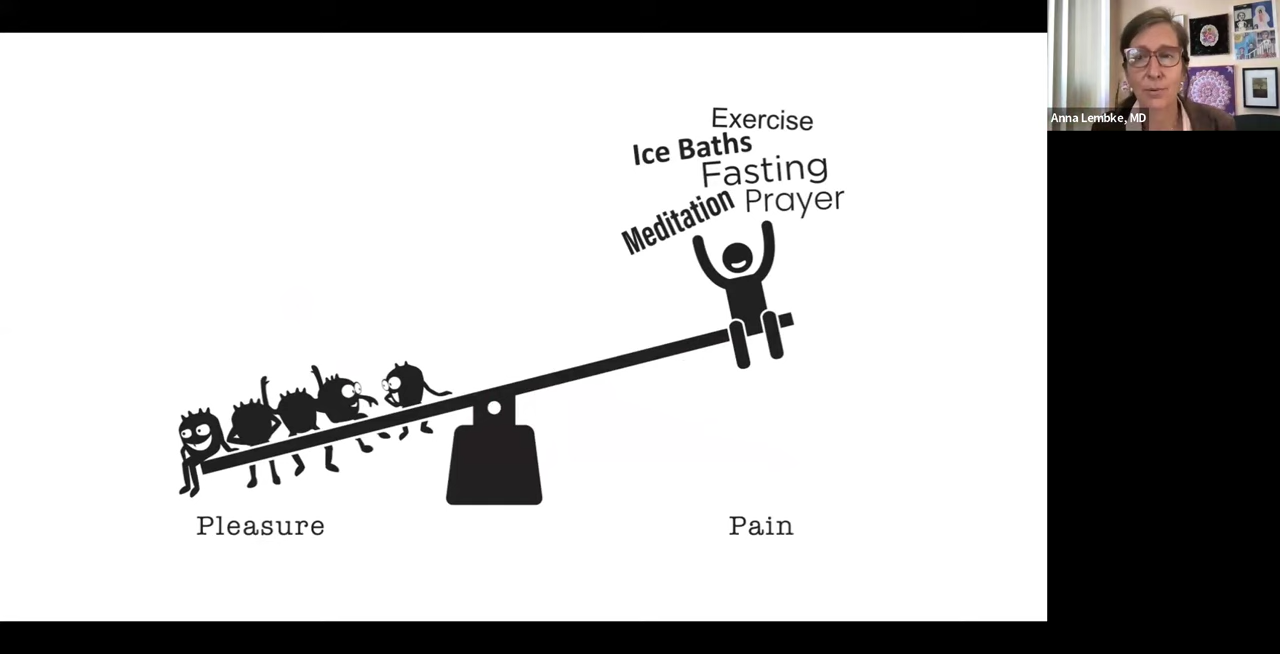 Exercise
Ice Baths
Fasting
Meditation
Prayer
Pleasure
Pain
Anna Lembke, MD